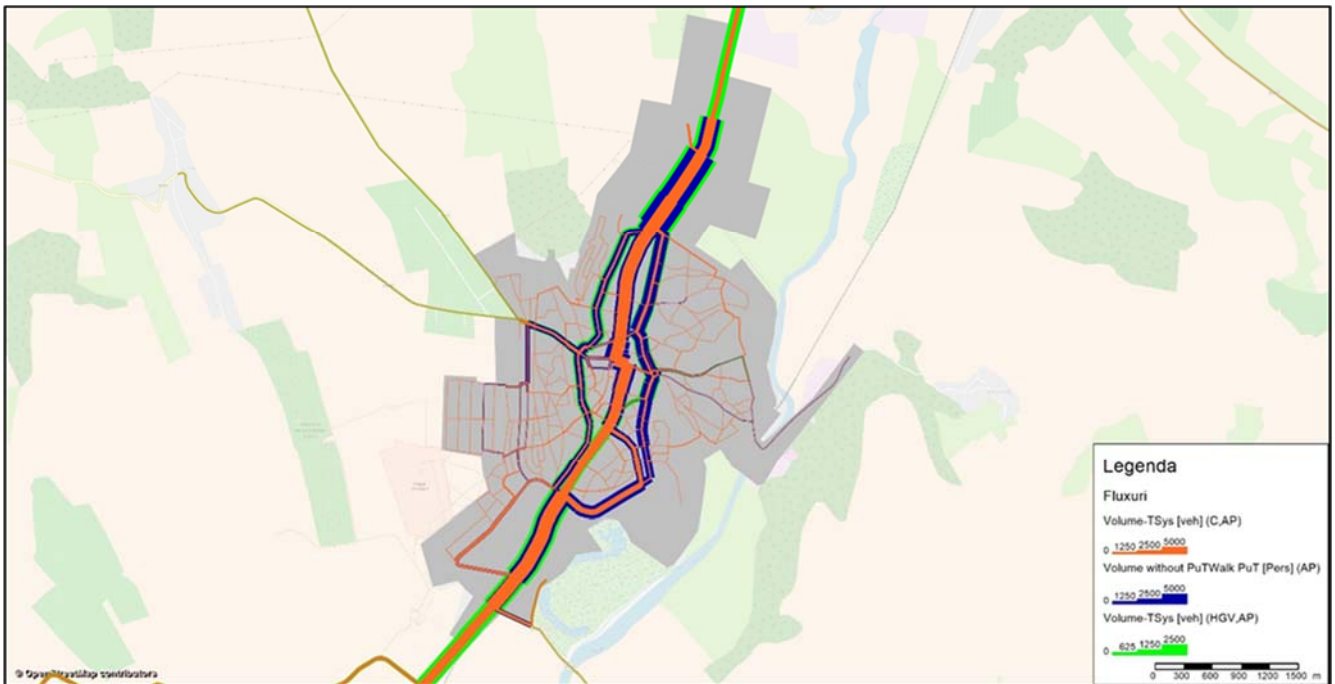 Legenda
Fluxuri
Volume-TSys [veh] (C,AP)
0 1250 2500 5000
Volume without PuTWalk PuT [Pers] (AP)
0 1250 2500 5000
Volume-TSys [veh] (HGV,AP)
0 625 1250 2500
0 300 600 900 1200 1500 m
© OpenStreetMap contributors